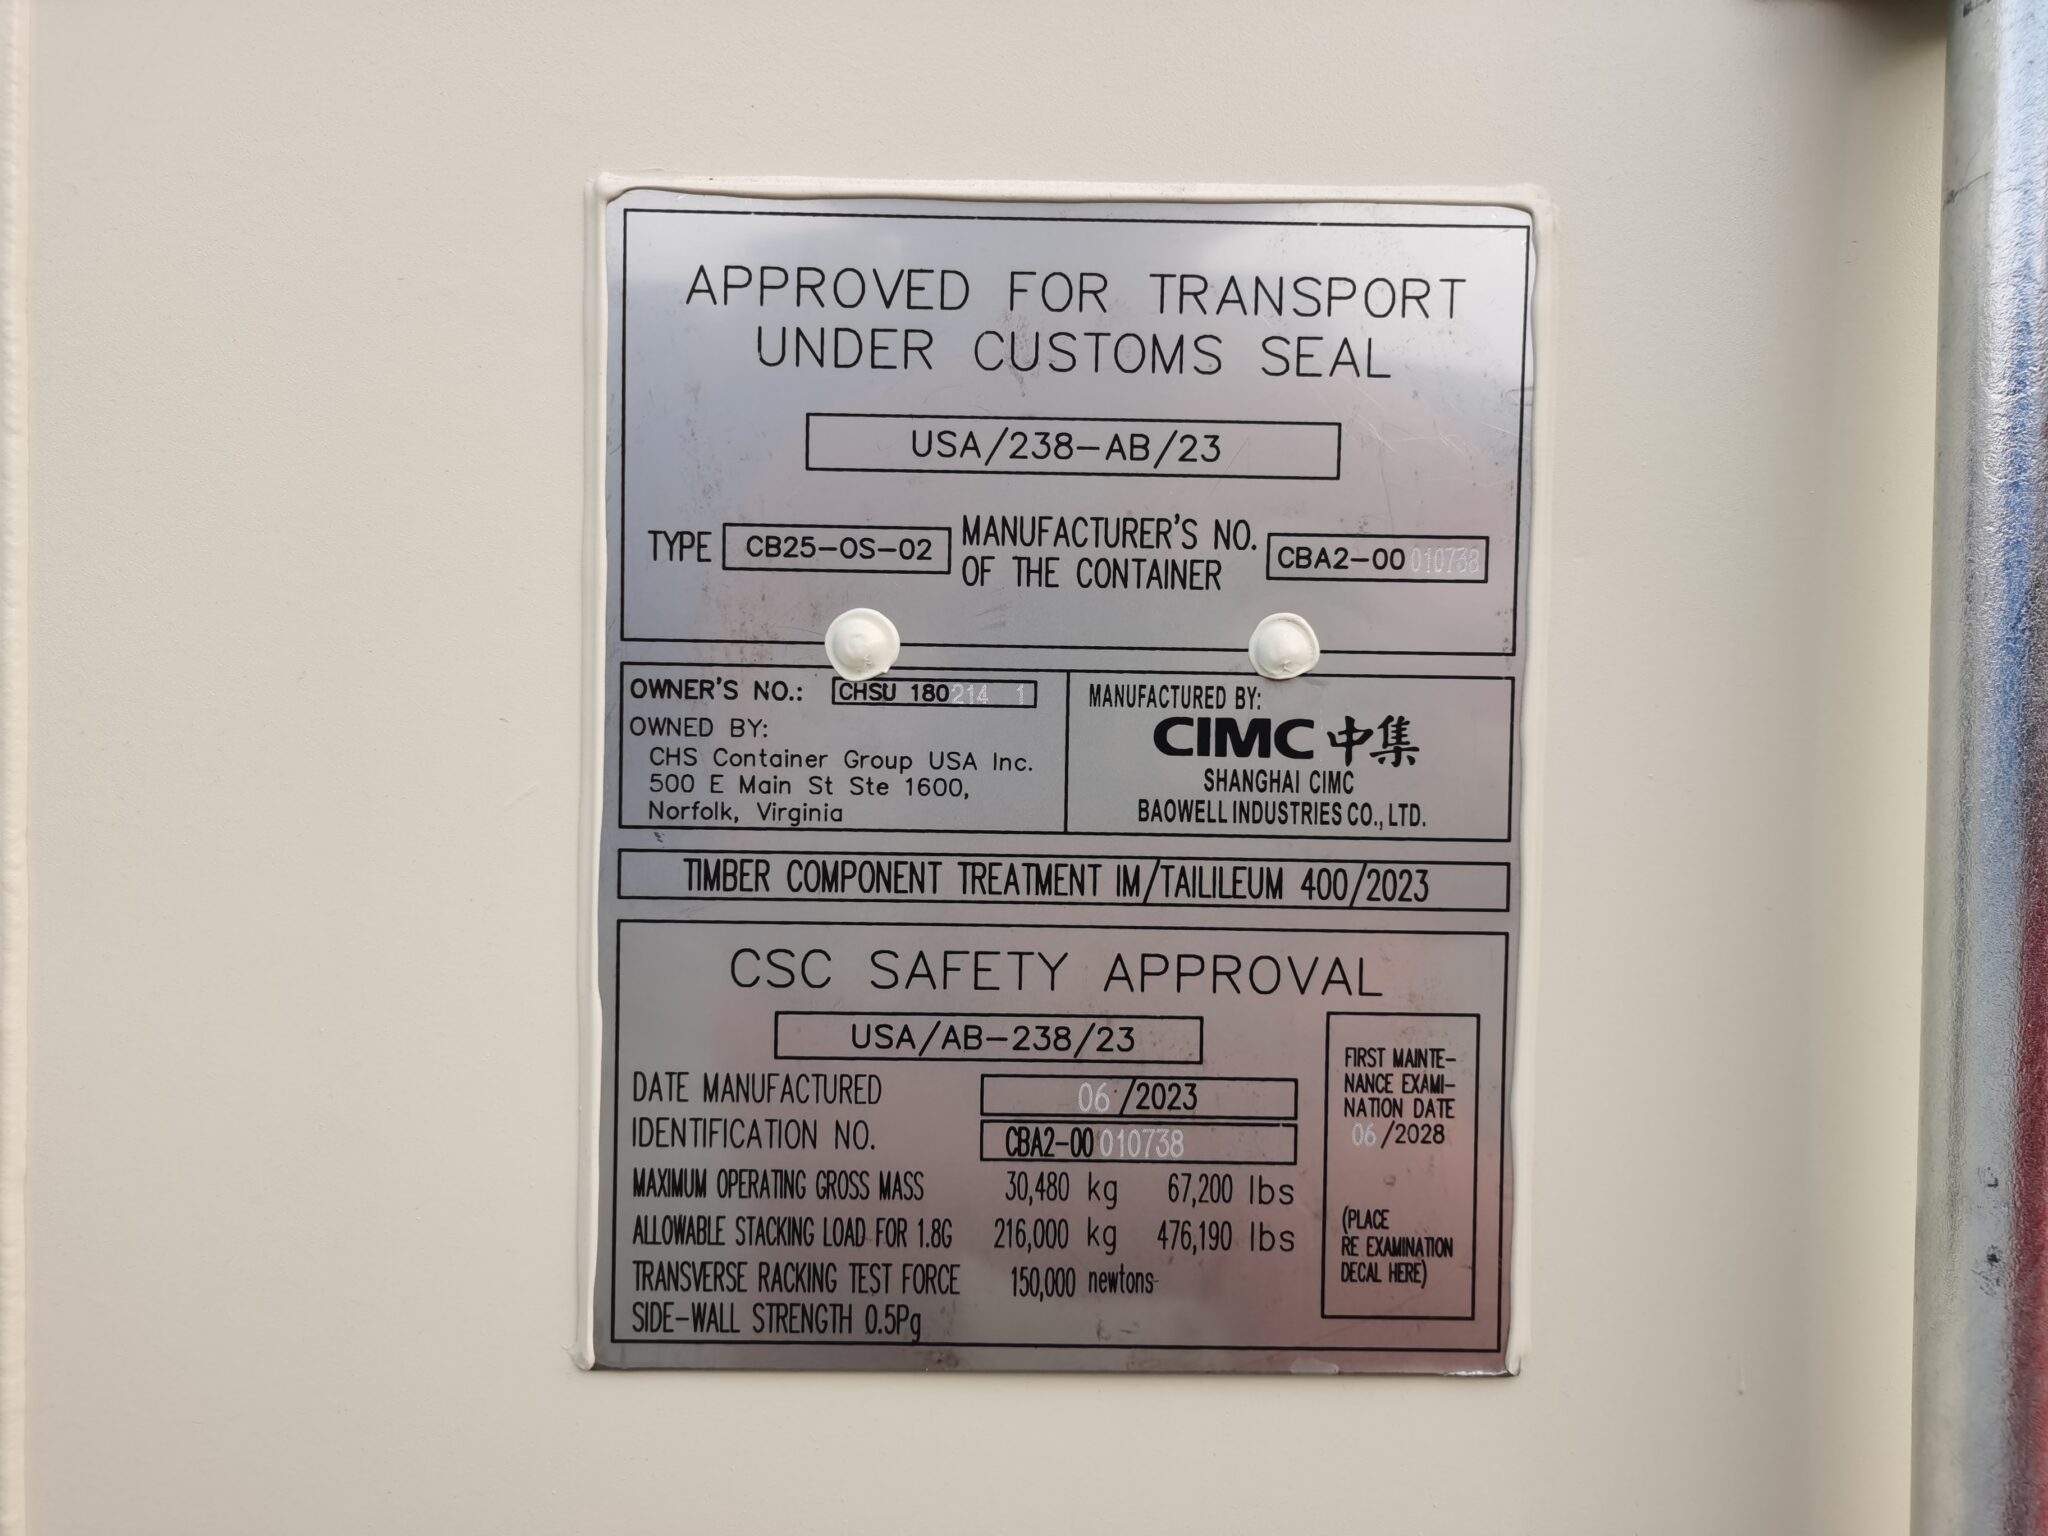 APPROVED FOR TRANSPORT
UNDER CUSTOMS SEAL
USA/238-AB/23
TYPE CB25-OS-02 MANUFACTURER'S NO.
OF THE CONTAINER CBA2-00 010738
OWNER'S NO.: CHSU 180214 1
OWNED BY:
CHS Container Group USA Inc.
500 E Main St Ste 1600,
Norfolk, Virginia
MANUFACTURED BY:
CIMC 中集
SHANGHAI CIMC
BAOWELL INDUSTRIES CO., LTD.
TIMBER COMPONENT TREATMENT IM/TAILILEUM 400/2023
CSC SAFETY APPROVAL
USA/AB-238/23
DATE MANUFACTURED 06/2023
IDENTIFICATION NO. CBA2-00 010738
MAXIMUM OPERATING GROSS MASS 30,480 kg 67,200 lbs
ALLOWABLE STACKING LOAD FOR 1.8G 216,000 kg 476,190 lbs
TRANSVERSE RACKING TEST FORCE 150,000 newtons
SIDE-WALL STRENGTH 0.5Pg
FIRST MAINTE-
NANCE EXAMI-
NATION DATE
06/2028
(PLACE
RE EXAMINATION
DECAL HERE)